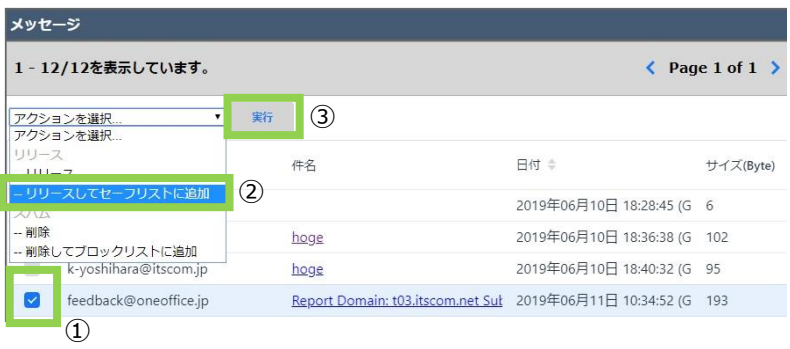 メッセージ
1 - 12/12を表示しています。
Page 1 of 1
アクションを選択...
実行
③
アクションを選択...
リリース
-- リリース
件名
日付
サイズ(Byte)
-- リリースしてセーフリストに追加
②
スパム
2019年06月10日 18:28:45 (G
6
-- 削除
hoge
2019年06月10日 18:36:38 (G
102
-- 削除してブロックリストに追加
k-yoshihara@itscom.jp
hoge
2019年06月10日 18:40:32 (G
95
feedback@oneoffice.jp
Report Domain: t03.itscom.net Sub
2019年06月11日 10:34:52 (G
193
①